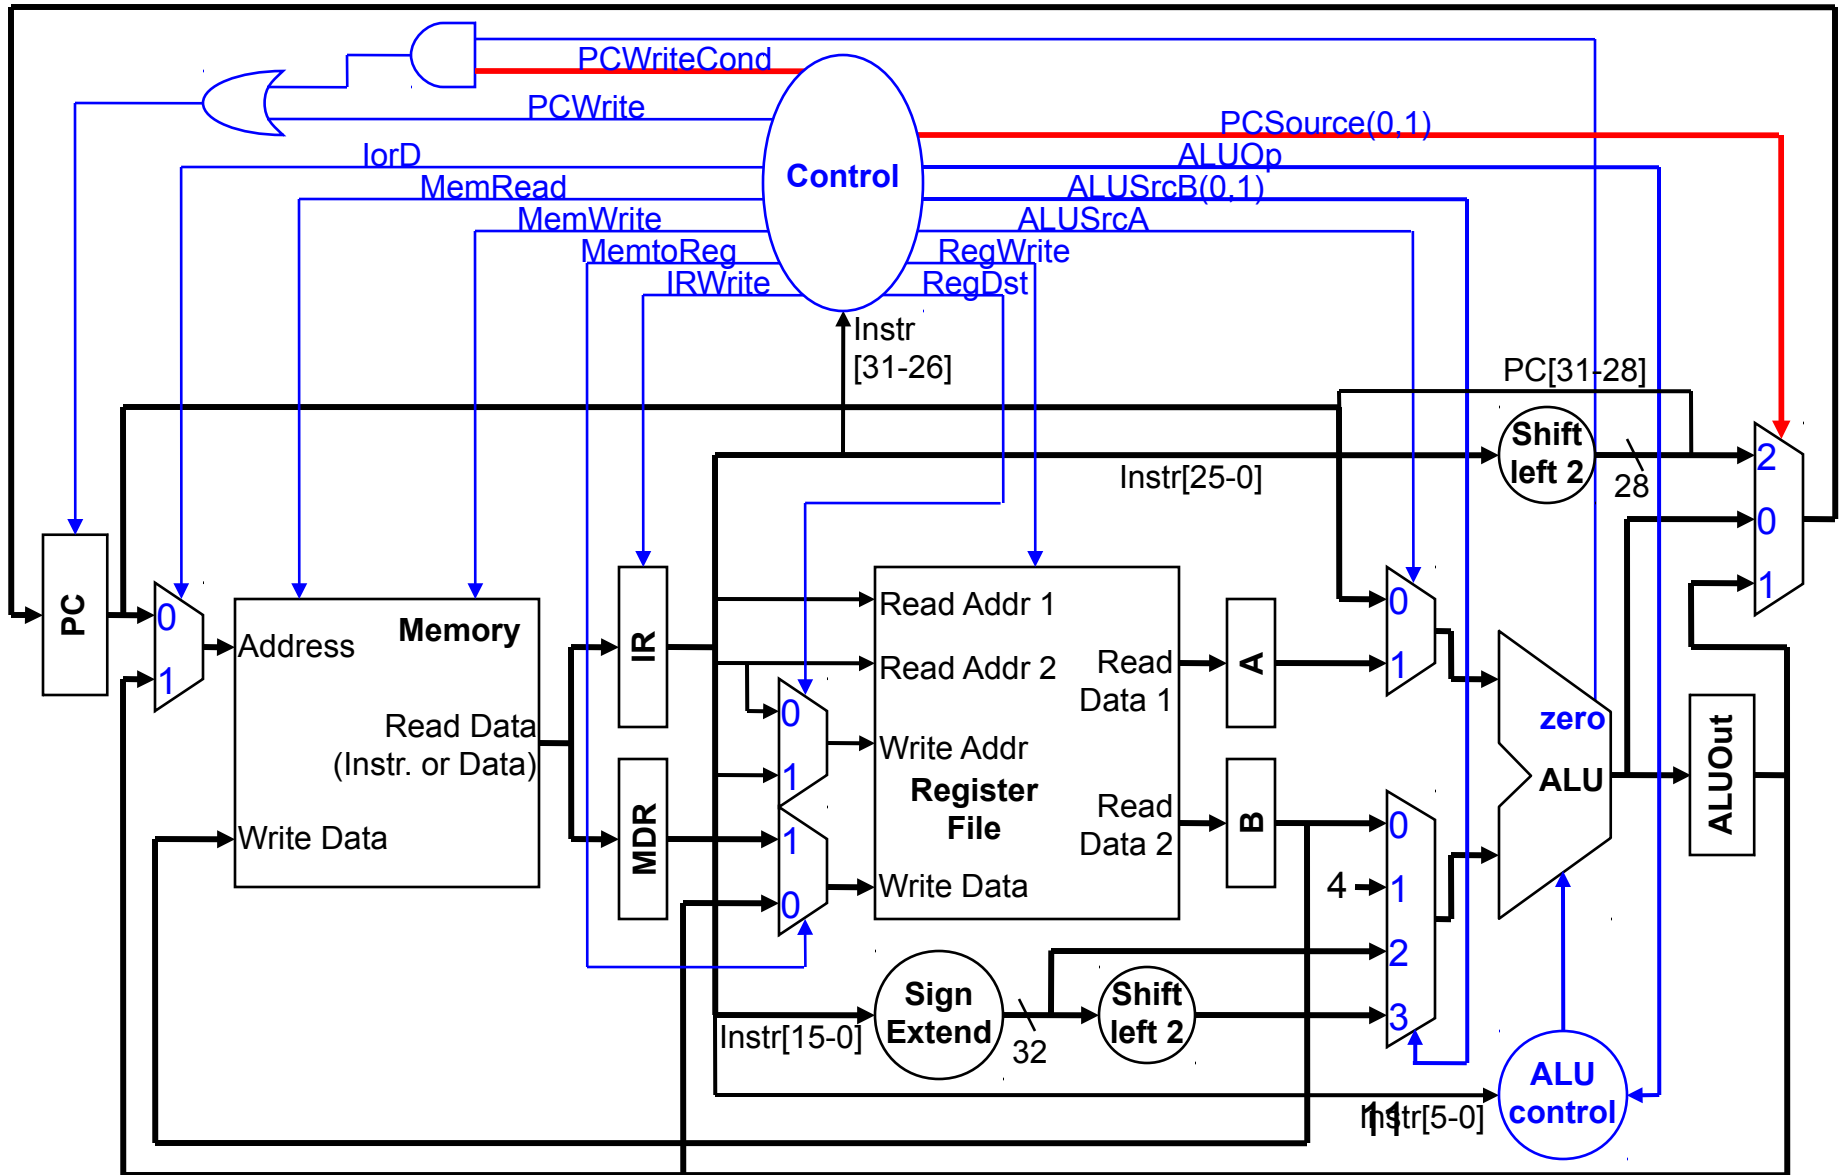 PCWriteCond
PCWrite
PCSource(0,1)
IorD
Control
ALUOp
MemRead
ALUSrcB(0,1)
MemWrite
ALUSrcA
MemtoReg
RegWrite
IRWrite
RegDst
Instr
[31-26]
PC[31-28]
Shift
left 2
2
Instr[25-0]
28
0
1
PC
0
1
Address
Memory
Read Data
(Instr. or Data)
Write Data
IR
MDR
0
1
1
0
Read Addr 1
Read Addr 2
Write Addr
Register
File
Write Data
Read
Data 1
Read
Data 2
A
B
0
1
4
0
1
2
3
zero
ALU
ALUOut
Sign
Extend
Instr[15-0]
32
Shift
left 2
ALU
control
Instr[5-0]
11